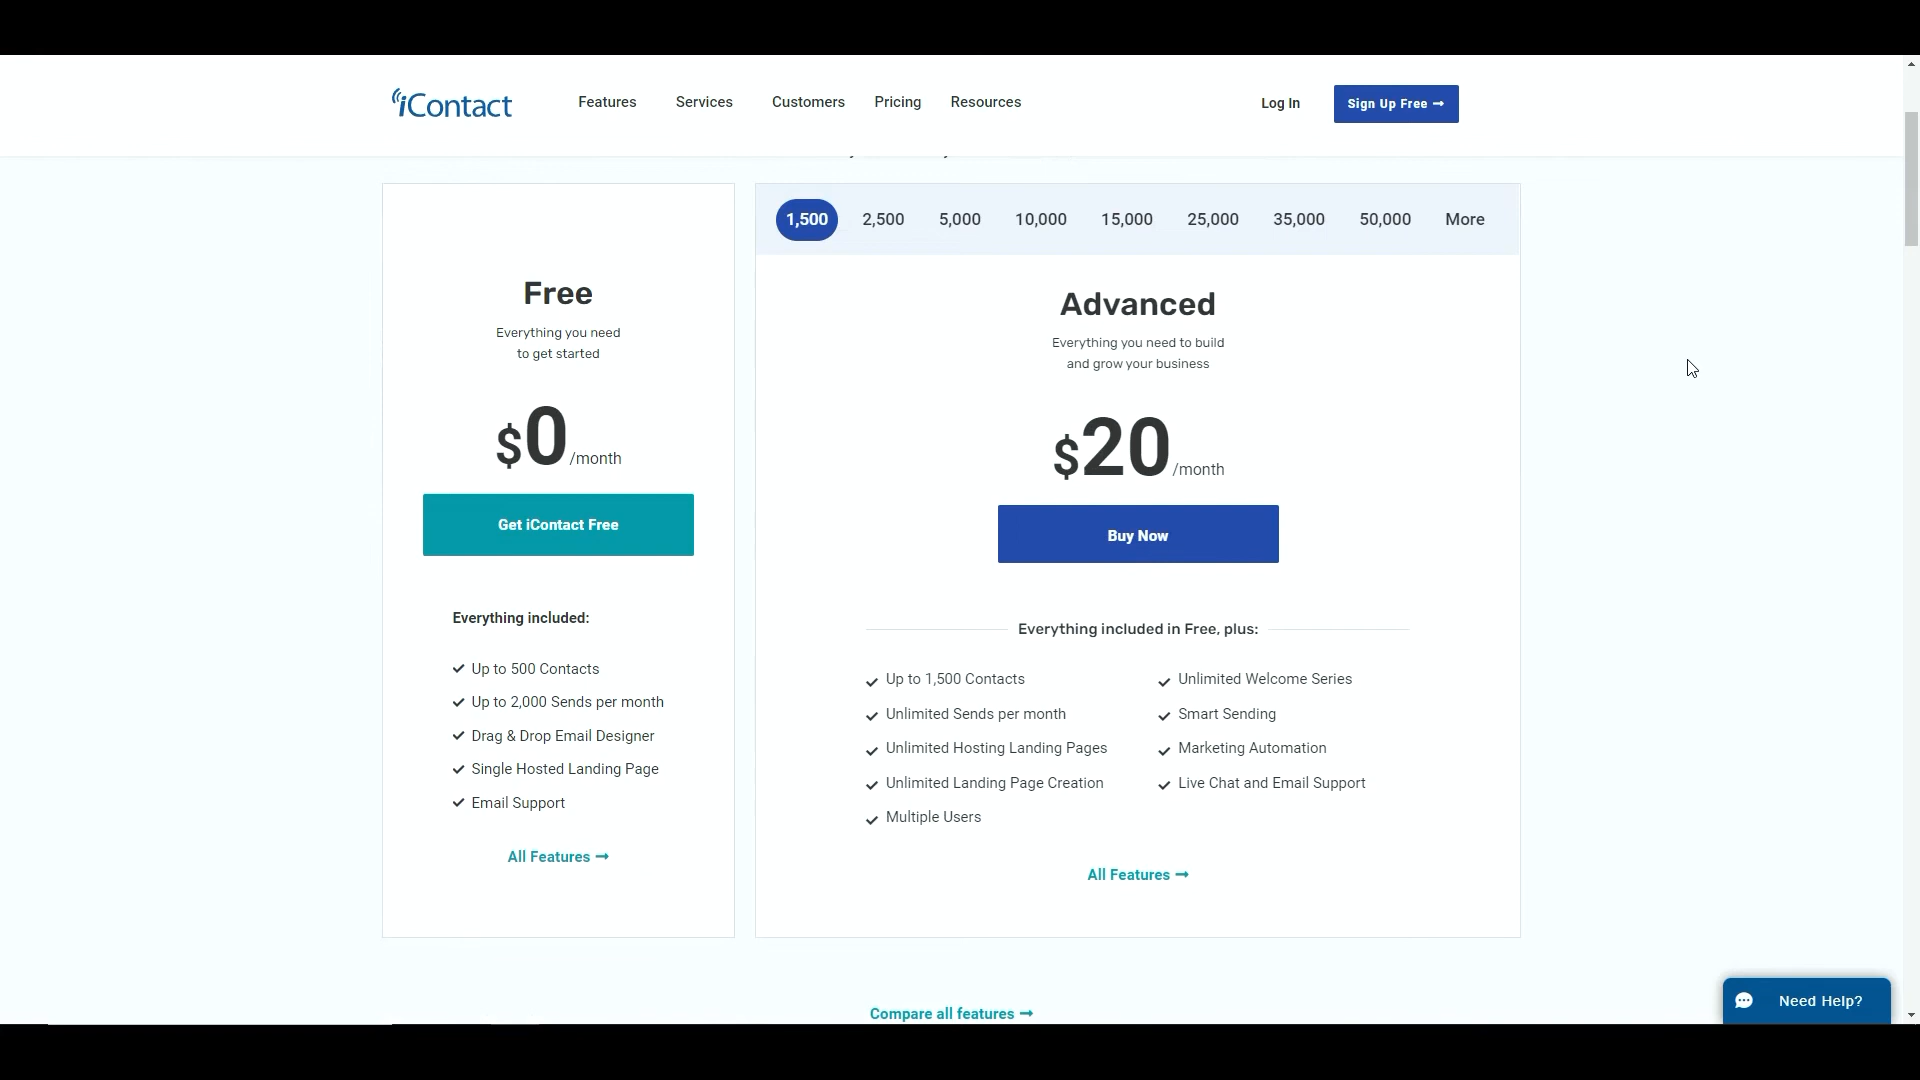 iContact
Features Services Customers Pricing Resources
Log In
Sign Up Free
Free
Everything you need
to get started
$0/month
Get iContact Free
Everything included:
Up to 500 Contacts
Up to 2,000 Sends per month
Drag & Drop Email Designer
Single Hosted Landing Page
Email Support
All Features
1,500 2,500 5,000 10,000 15,000 25,000 35,000 50,000 More
Advanced
Everything you need to build
and grow your business
$20/month
Buy Now
Everything included in Free, plus:
Up to 1,500 Contacts
Unlimited Sends per month
Unlimited Hosting Landing Pages
Unlimited Landing Page Creation
Multiple Users
Unlimited Welcome Series
Smart Sending
Marketing Automation
Live Chat and Email Support
All Features
Compare all features
Need Help?